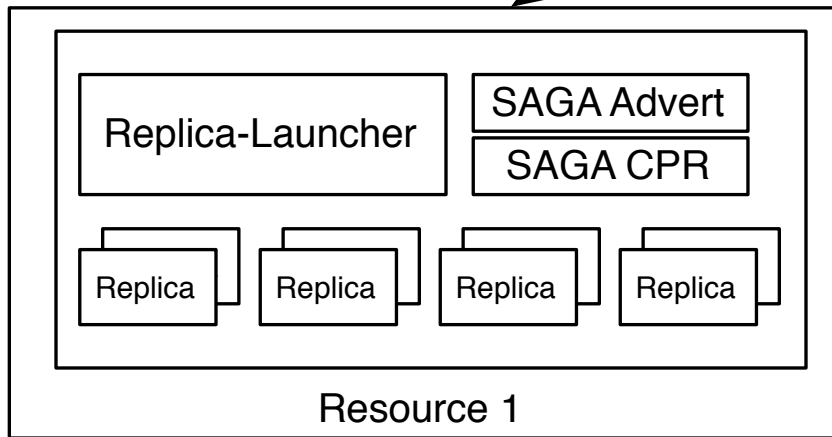 Replica-Launcher
SAGA Advert
SAGA CPR
Replica
Replica
Replica
Replica
Resource 1